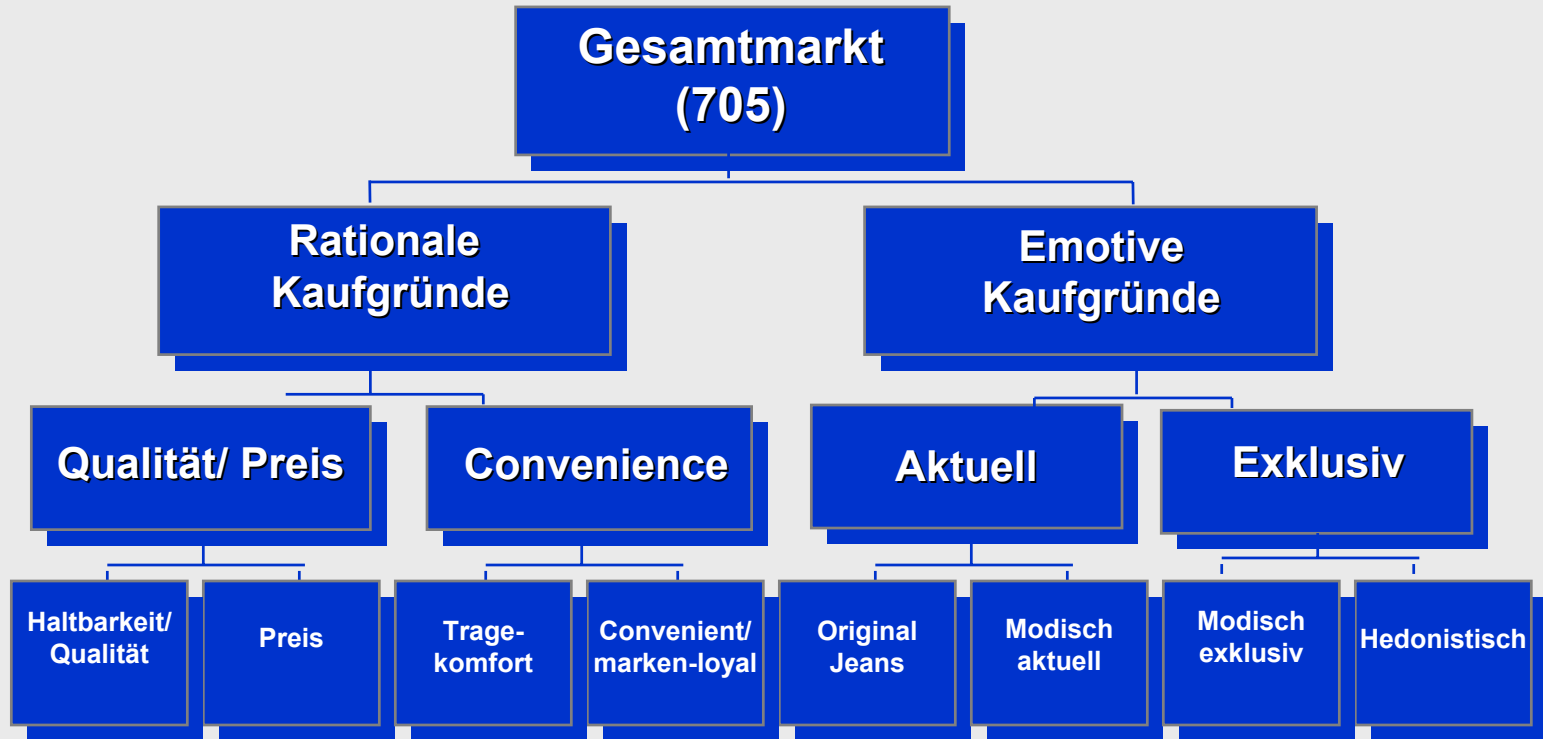 Gesamtmarkt
(705)
Rationale
Kaufgründe
Emotive
Kaufgründe
Qualität/ Preis
Convenience
Aktuell
Exklusiv
Haltbarkeit/
Qualität
Preis
Trage-
komfort
Convenient/
marken-loyal
Original
Jeans
Modisch
aktuell
Modisch
exklusiv
Hedonistisch